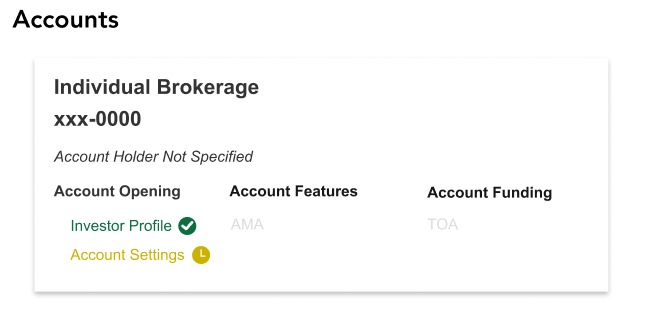 Accounts
Individual Brokerage
xxx-0000
Account Holder Not Specified
Account Opening Account Features Account Funding
Investor Profile AMA TOA
Account Settings